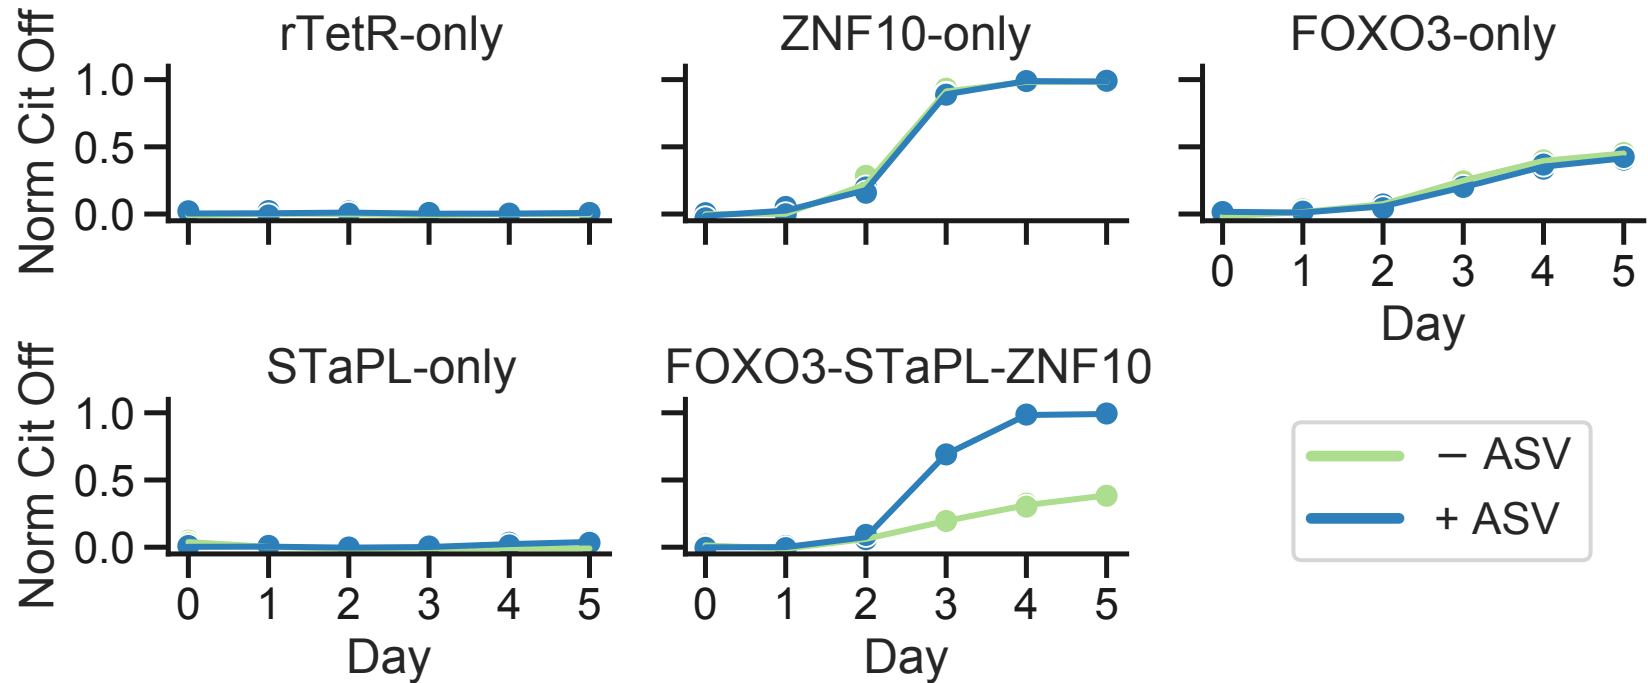 rTetR-only
ZNF10-only
FOXO3-only
Norm Cit Off
1.0
0.5
0.0
0 1 2 3 4 5
Day
STaPL-only
FOXO3-STaPL-ZNF10
Norm Cit Off
1.0
0.5
0.0
0 1 2 3 4 5
Day
0 1 2 3 4 5
Day
− ASV
+ ASV